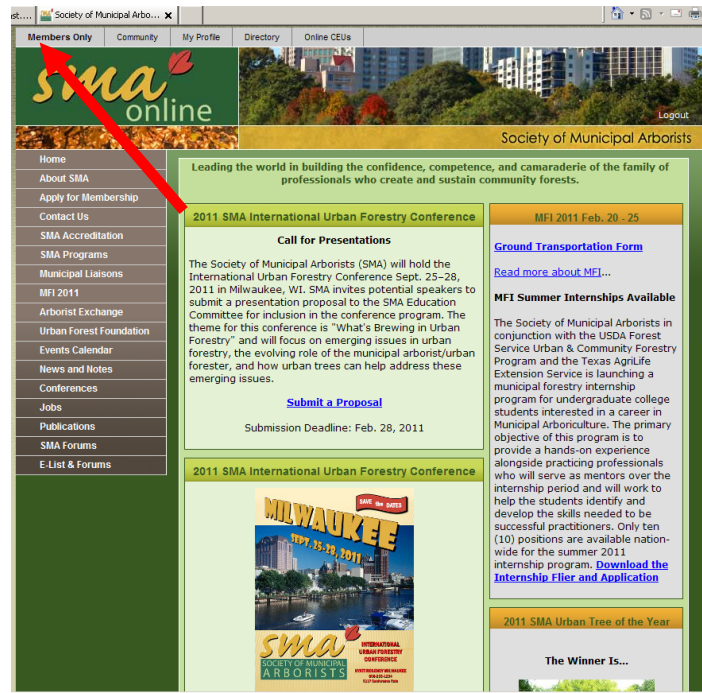 st....
Society of Municipal Arbo...
Members Only
Community
My Profile
Directory
Online CEUs
sma
online
Logout
Society of Municipal Arborists
Home
About SMA
Apply for Membership
Contact Us
SMA Accreditation
SMA Programs
Municipal Liaisons
MFI 2011
Arborist Exchange
Urban Forest Foundation
Events Calendar
News and Notes
Conferences
Jobs
Publications
SMA Forums
E-List & Forums
Leading the world in building the confidence, competence, and camaraderie of the family of
professionals who create and sustain community forests.
2011 SMA International Urban Forestry Conference
Call for Presentations
The Society of Municipal Arborists (SMA) will hold the
International Urban Forestry Conference Sept. 25–28,
2011 in Milwaukee, WI. SMA invites potential speakers to
submit a presentation proposal to the SMA Education
Committee for inclusion in the conference program. The
theme for this conference is "What's Brewing in Urban
Forestry" and will focus on emerging issues in urban
forestry, the evolving role of the municipal arborist/urban
forester, and how urban trees can help address these
emerging issues.
Submit a Proposal
Submission Deadline: Feb. 28, 2011
2011 SMA International Urban Forestry Conference
SAVE the DATES
MILWAUKEE
SEPT. 25-28, 2011
sma
SOCIETY OF MUNICIPAL
ARBORISTS
INTERNATIONAL
URBAN FORESTRY
CONFERENCE
HYATT REGENCY MILWAUKEE
MFI 2011 Feb. 20 - 25
Ground Transportation Form
Read more about MFI...
MFI Summer Internships Available
The Society of Municipal Arborists in
conjunction with the USDA Forest
Service Urban & Community Forestry
Program and the Texas AgriLife
Extension Service is launching a
municipal forestry internship
program for undergraduate college
students interested in a career in
Municipal Arboriculture. The primary
objective of this program is to
provide a hands-on experience
alongside practicing professionals
who will serve as mentors over the
internship period and will work to
help the students identify and
develop the skills needed to be
successful practitioners. Only ten
(10) positions are available nation-
wide for the summer 2011
internship program. Download the
Internship Flier and Application
2011 SMA Urban Tree of the Year
The Winner Is...